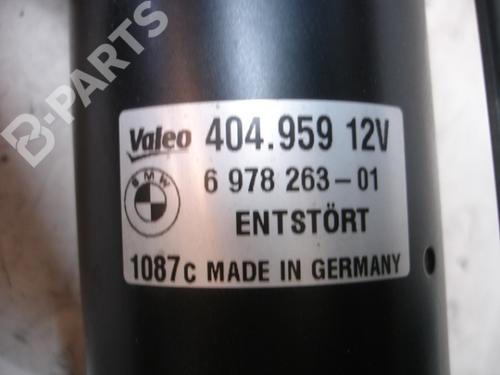 B-PARTS
Valeo 404.959 12V
BMW 6 978 263-01
ENTSTÖRT
1087c MADE IN GERMANY